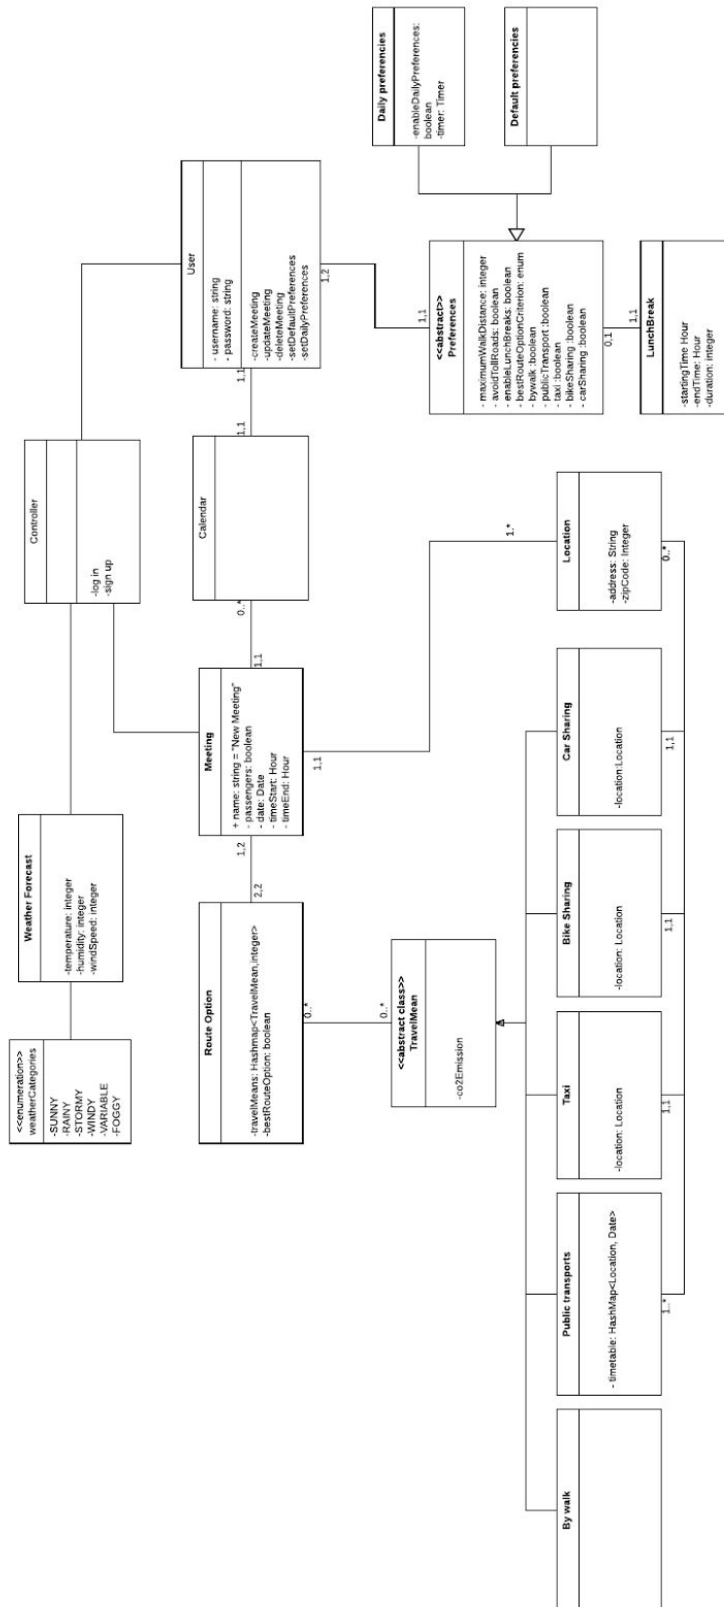 <<enumeration>>
weatherCategories
-SUNNY
-RAINY
-STORMY
-WINDY
-VARIABLE
-FOGGY
Weather Forecast
-temperature: integer
-humidity: integer
-windSpeed: integer
Controller
-log in
-sign up
User
- username: string
- password: string
-createMeeting
-updateMeeting
-deleteMeeting
-setDefaultPreferences
-setDailyPreferences
1,1
1,2
Route Option
-travelMeans: Hashmap<TravelMean,integer>
-bestRouteOption: boolean
2,2
0..*
Meeting
+ name: string = "New Meeting"
- passengers: boolean
- date: Date
- timeStart: Hour
- timeEnd: Hour
1,2
1,1
1,1
Calendar
0..*
1,1
Daily preferencies
-enableDailyPreferences:
boolean
-timer: Timer
Default preferencies
<<abstract class>>
TravelMean
-co2Emission
0..*
<<abstract>>
Preferences
- maximumWalkDistance: integer
- avoidTollRoads: boolean
- enableLunchBreaks: boolean
- bestRouteOptionCriterion: enum
- bywalk :boolean
- publicTransport :boolean
- taxi :boolean
- bikeSharing :boolean
- carSharing :boolean
1,1
0,1
By walk
Public transports
- timetable: HashMap<Location, Date>
1..*
Taxi
-location: Location
1,1
Bike Sharing
-location: Location
1,1
Car Sharing
-location:Location
1,1
Location
-address: String
-zipCode: Integer
1.*
0..*
LunchBreak
-startingTime Hour
-endTime: Hour
-duration: integer
1,1